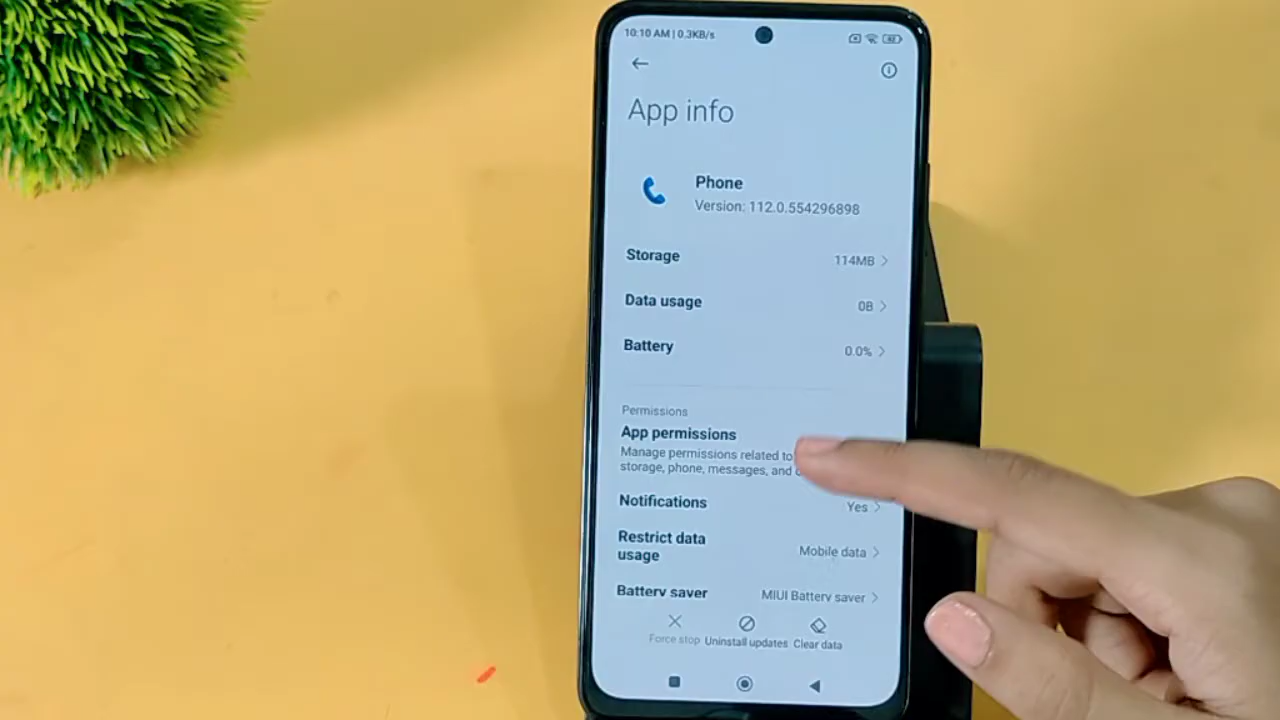 10:10 AM | 0.3KB/s
App info
Phone
Version: 112.0.554296898
Storage 114MB
Data usage 0B
Battery 0.0%
Permissions
App permissions
Manage permissions related to
storage, phone, messages, and
Notifications Yes
Restrict data
usage
Mobile data
Battery saver MIUI Battery saver
Force stop Uninstall updates Clear data